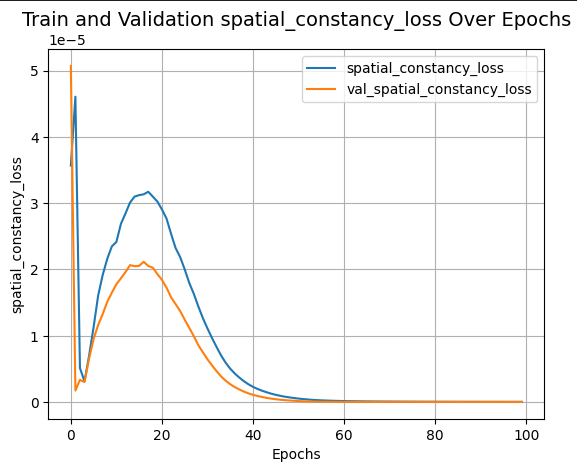 Train and Validation spatial_constancy_loss Over Epochs
1e−5
spatial_constancy_loss
val_spatial_constancy_loss
5
4
3
2
1
0
spatial_constancy_loss
0 20 40 60 80 100
Epochs